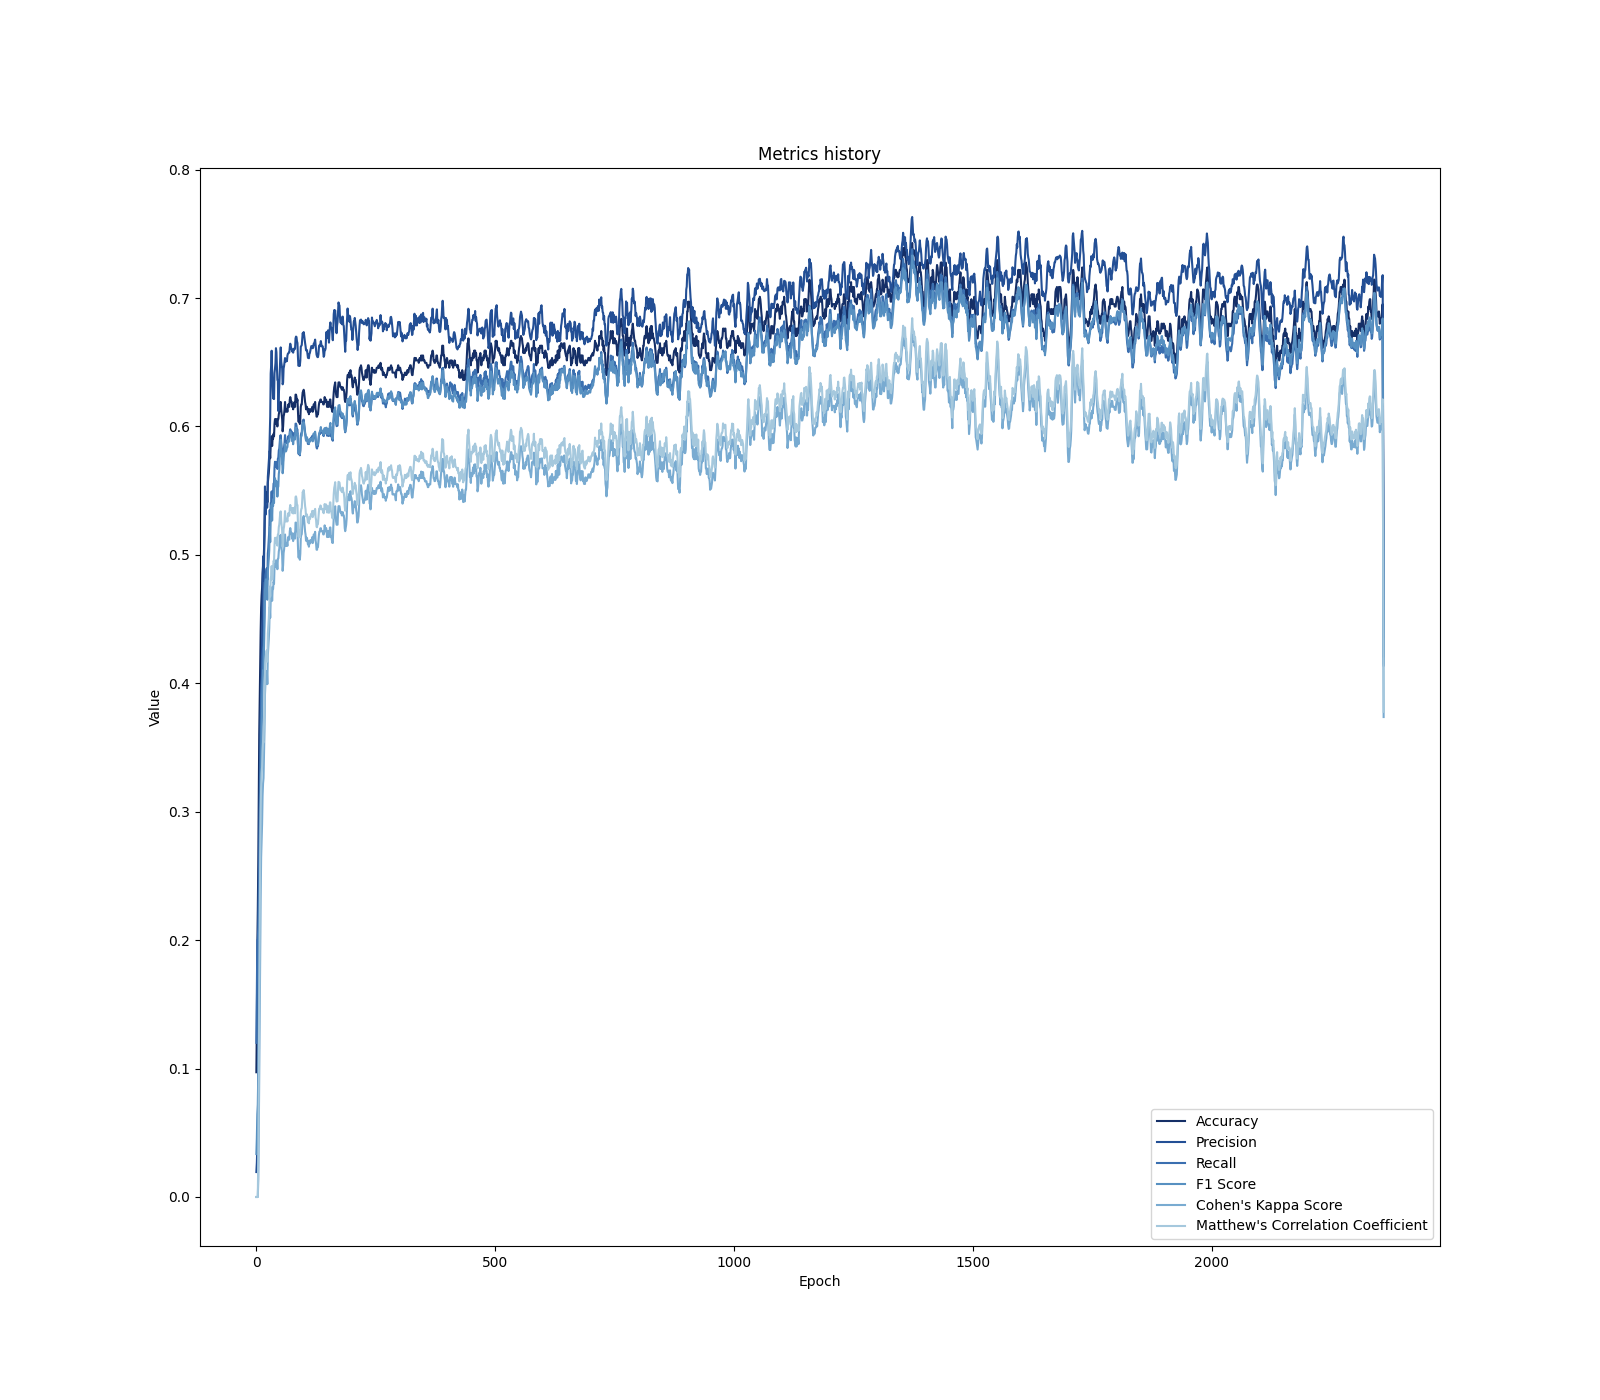 Metrics history
0.8
0.7
0.6
0.5
0.4
0.3
0.2
0.1
0.0
Value
0
500
1000
1500
2000
Epoch
Accuracy
Precision
Recall
F1 Score
Cohen's Kappa Score
Matthew's Correlation Coefficient